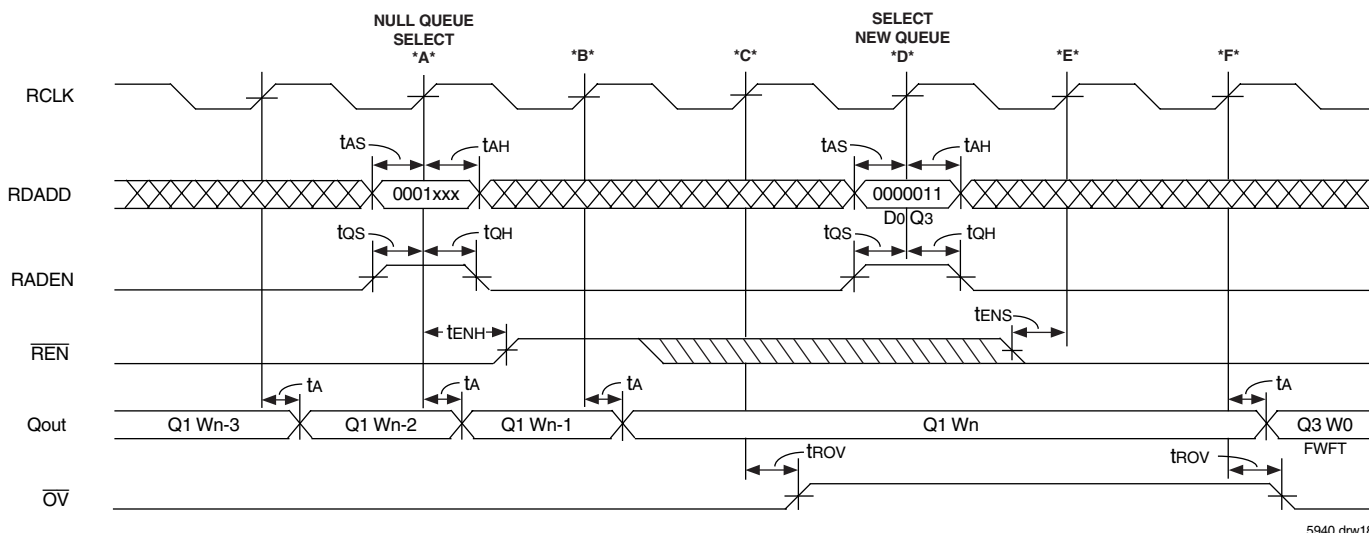 NULL QUEUE
SELECT
*A*
*B*
*C*
SELECT
NEW QUEUE
*D*
*E*
*F*
RCLK
tAS
tAH
tAS
tAH
RDADD
0001xxx
0000011
D0 Q3
tQS
tQH
tQS
tQH
RADEN
tENH
tENS
REN
tA
tA
tA
tA
Qout
Q1 Wn-3
Q1 Wn-2
Q1 Wn-1
Q1 Wn
Q3 W0
FWFT
tROV
tROV
OV
5940 drw18